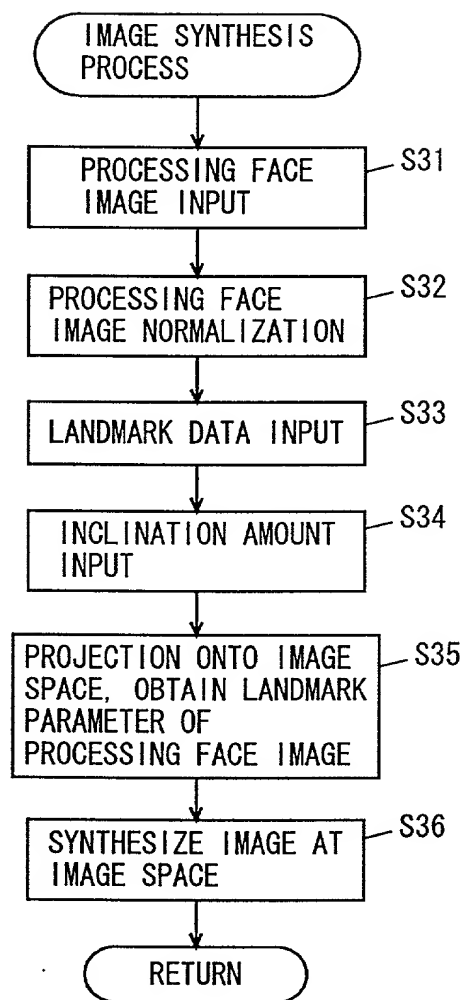 IMAGE SYNTHESIS
PROCESS
PROCESSING FACE
IMAGE INPUT
S31
PROCESSING FACE
IMAGE NORMALIZATION
S32
LANDMARK DATA INPUT
S33
INCLINATION AMOUNT
INPUT
S34
PROJECTION ONTO IMAGE
SPACE, OBTAIN LANDMARK
PARAMETER OF
PROCESSING FACE IMAGE
S35
SYNTHESIZE IMAGE AT
IMAGE SPACE
S36
RETURN